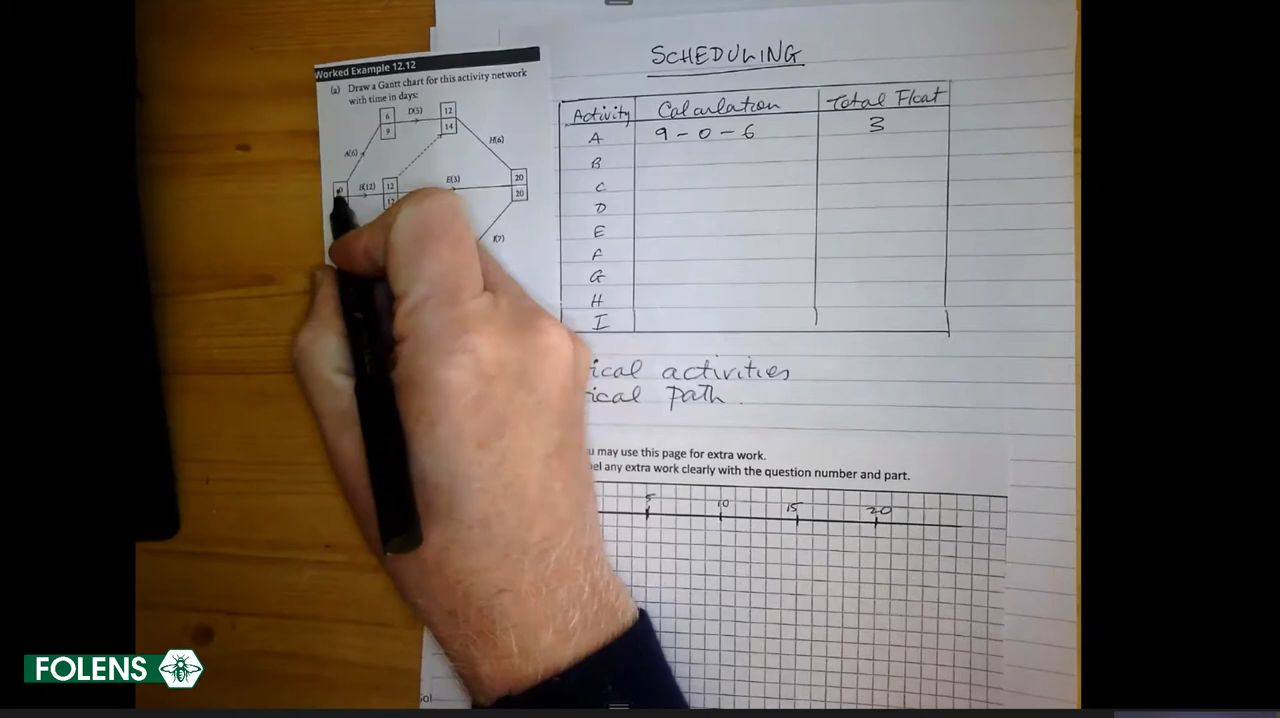 SCHEDULING
Worked Example 12.12
(a) Draw a Gantt chart for this activity network
with time in days:
6
9
D(5)
12
14
A(6)
H(6)
B(12)
12
12
E(3)
20
20
I(7)
Activity Calculation Total Float
A 9 - 0 - 6 3
B
C
D
E
F
G
H
I
ical activities
ical path
u may use this page for extra work.
el any extra work clearly with the question number and part.
5 10 15 20
FOLENS